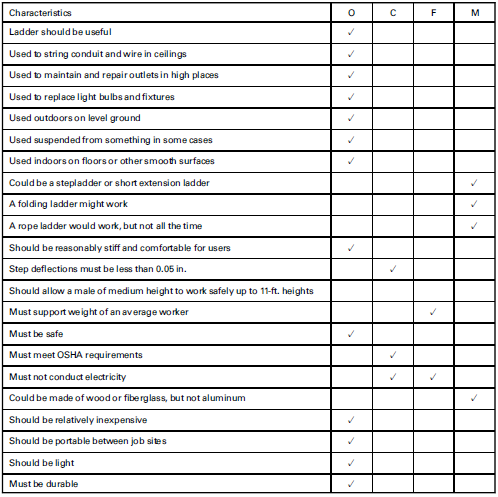 Characteristics O C F M
Ladder should be useful ✓
Used to string conduit and wire in ceilings ✓
Used to maintain and repair outlets in high places ✓
Used to replace light bulbs and fixtures ✓
Used outdoors on level ground ✓
Used suspended from something in some cases ✓
Used indoors on floors or other smooth surfaces ✓
Could be a stepladder or short extension ladder ✓
A folding ladder might work ✓
A rope ladder would work, but not all the time ✓
Should be reasonably stiff and comfortable for users ✓
Step deflections must be less than 0.05 in. ✓
Should allow a male of medium height to work safely up to 11-ft. heights
Must support weight of an average worker ✓
Must be safe ✓
Must meet OSHA requirements ✓
Must not conduct electricity ✓ ✓
Could be made of wood or fiberglass, but not aluminum ✓
Should be relatively inexpensive ✓
Should be portable between job sites ✓
Should be light ✓
Must be durable ✓